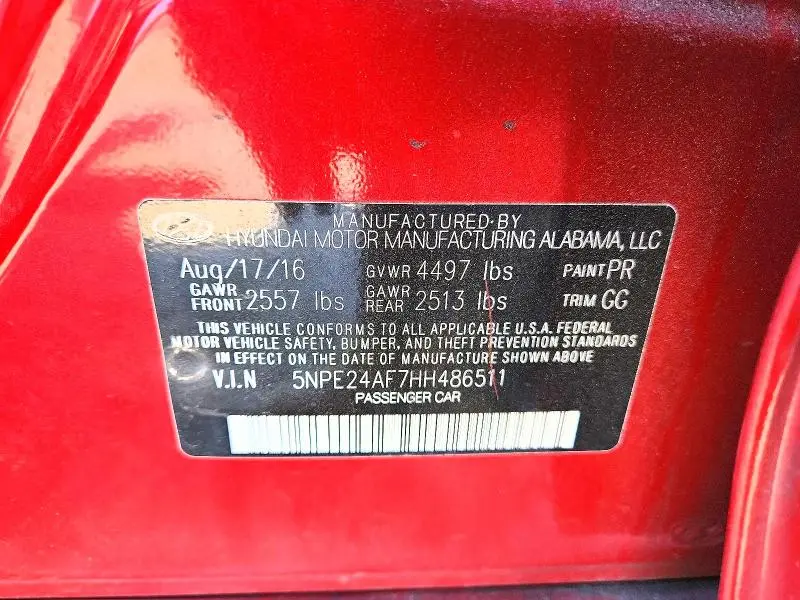 MANUFACTURED BY
HYUNDAI MOTOR MANUFACTURING ALABAMA, LLC
Aug/17/16 GVWR 4497 lbs PAINT PR
GAWR FRONT 2557 lbs GAWR REAR 2513 lbs TRIM GG
THIS VEHICLE CONFORMS TO ALL APPLICABLE U.S.A. FEDERAL
MOTOR VEHICLE SAFETY, BUMPER, AND THEFT PREVENTION STANDARDS
IN EFFECT ON THE DATE OF MANUFACTURE SHOWN ABOVE
V.I.N 5NPE24AF7HH486511
PASSENGER CAR